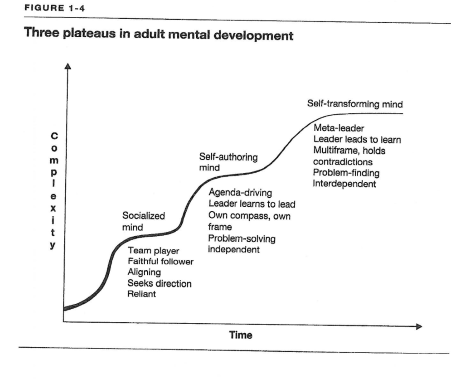 FIGURE 1-4
Three plateaus in adult mental development
Complexity
Self-transforming mind
Meta-leader
Leader leads to learn
Multiframe, holds
contradictions
Problem-finding
Interdependent
Self-authoring
mind
Agenda-driving
Leader learns to lead
Own compass, own
frame
Problem-solving
independent
Socialized
mind
Team player
Faithful follower
Aligning
Seeks direction
Reliant
Time